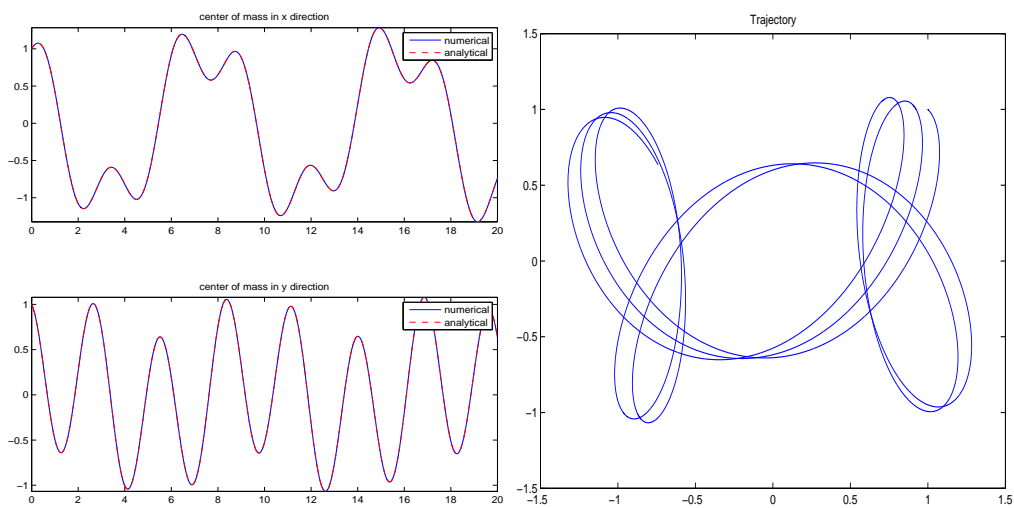 center of mass in x direction
numerical
analytical
1
0.5
0
−0.5
−1
0 2 4 6 8 10 12 14 16 18 20
center of mass in y direction
numerical
analytical
1
0.5
0
−0.5
−1
0 2 4 6 8 10 12 14 16 18 20
Trajectory
1.5
1
0.5
0
−0.5
−1
−1.5
−1.5 −1 −0.5 0 0.5 1 1.5